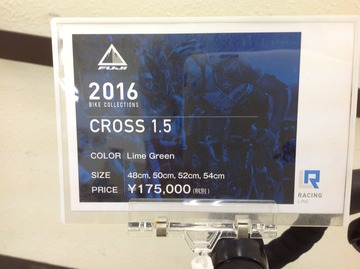 FUJI
2016
BIKE COLLECTIONS
CROSS 1.5
COLOR Lime Green
SIZE 48cm, 50cm, 52cm, 54cm
PRICE ¥175,000 (税別)
R
RACING
LINE